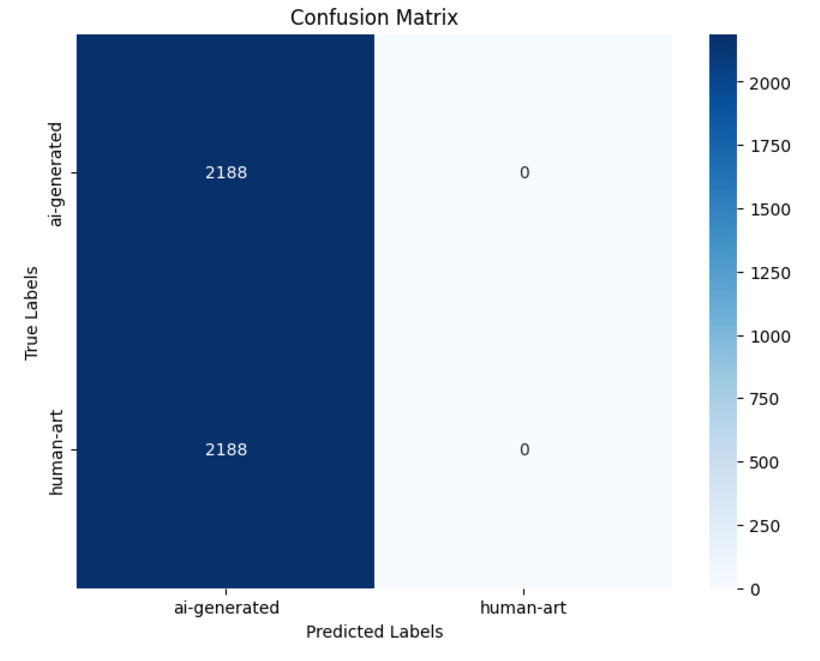 Confusion Matrix
True Labels
ai-generated
human-art
2188
0
2188
0
ai-generated
human-art
Predicted Labels
2000
1750
1500
1250
1000
750
500
250
0